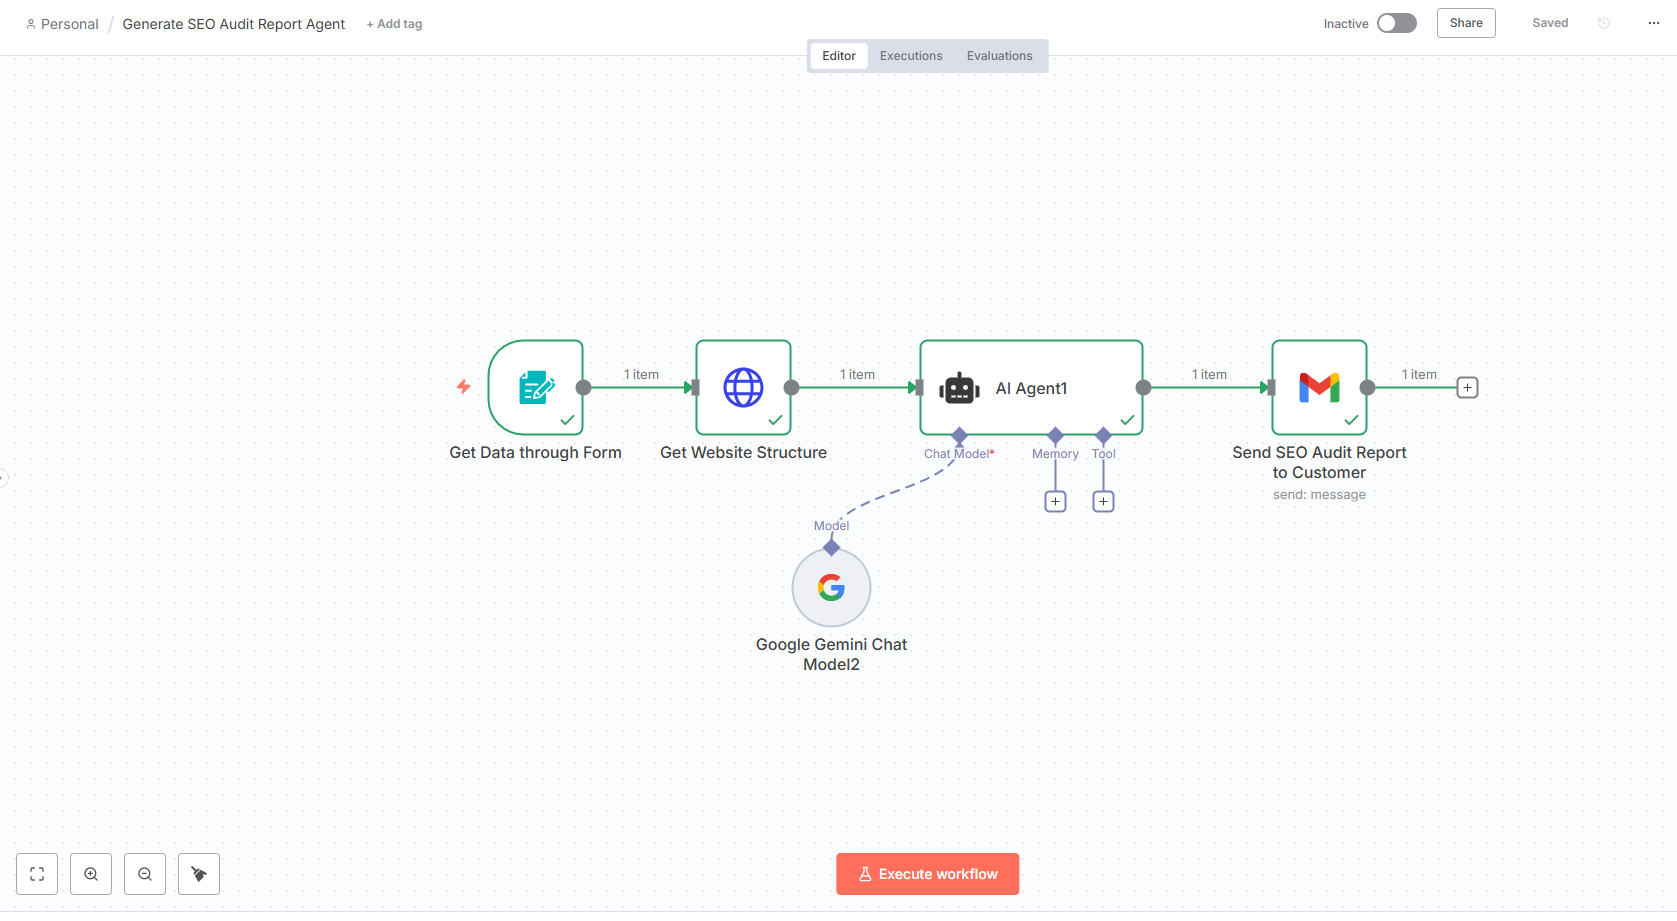 Personal / Generate SEO Audit Report Agent + Add tag
Inactive Share Saved
Editor Executions Evaluations
1 item 1 item 1 item 1 item
AI Agent1
Get Data through Form
Get Website Structure
Chat Model* Memory Tool
Send SEO Audit Report
to Customer
send: message
Model
Google Gemini Chat
Model2
Execute workflow